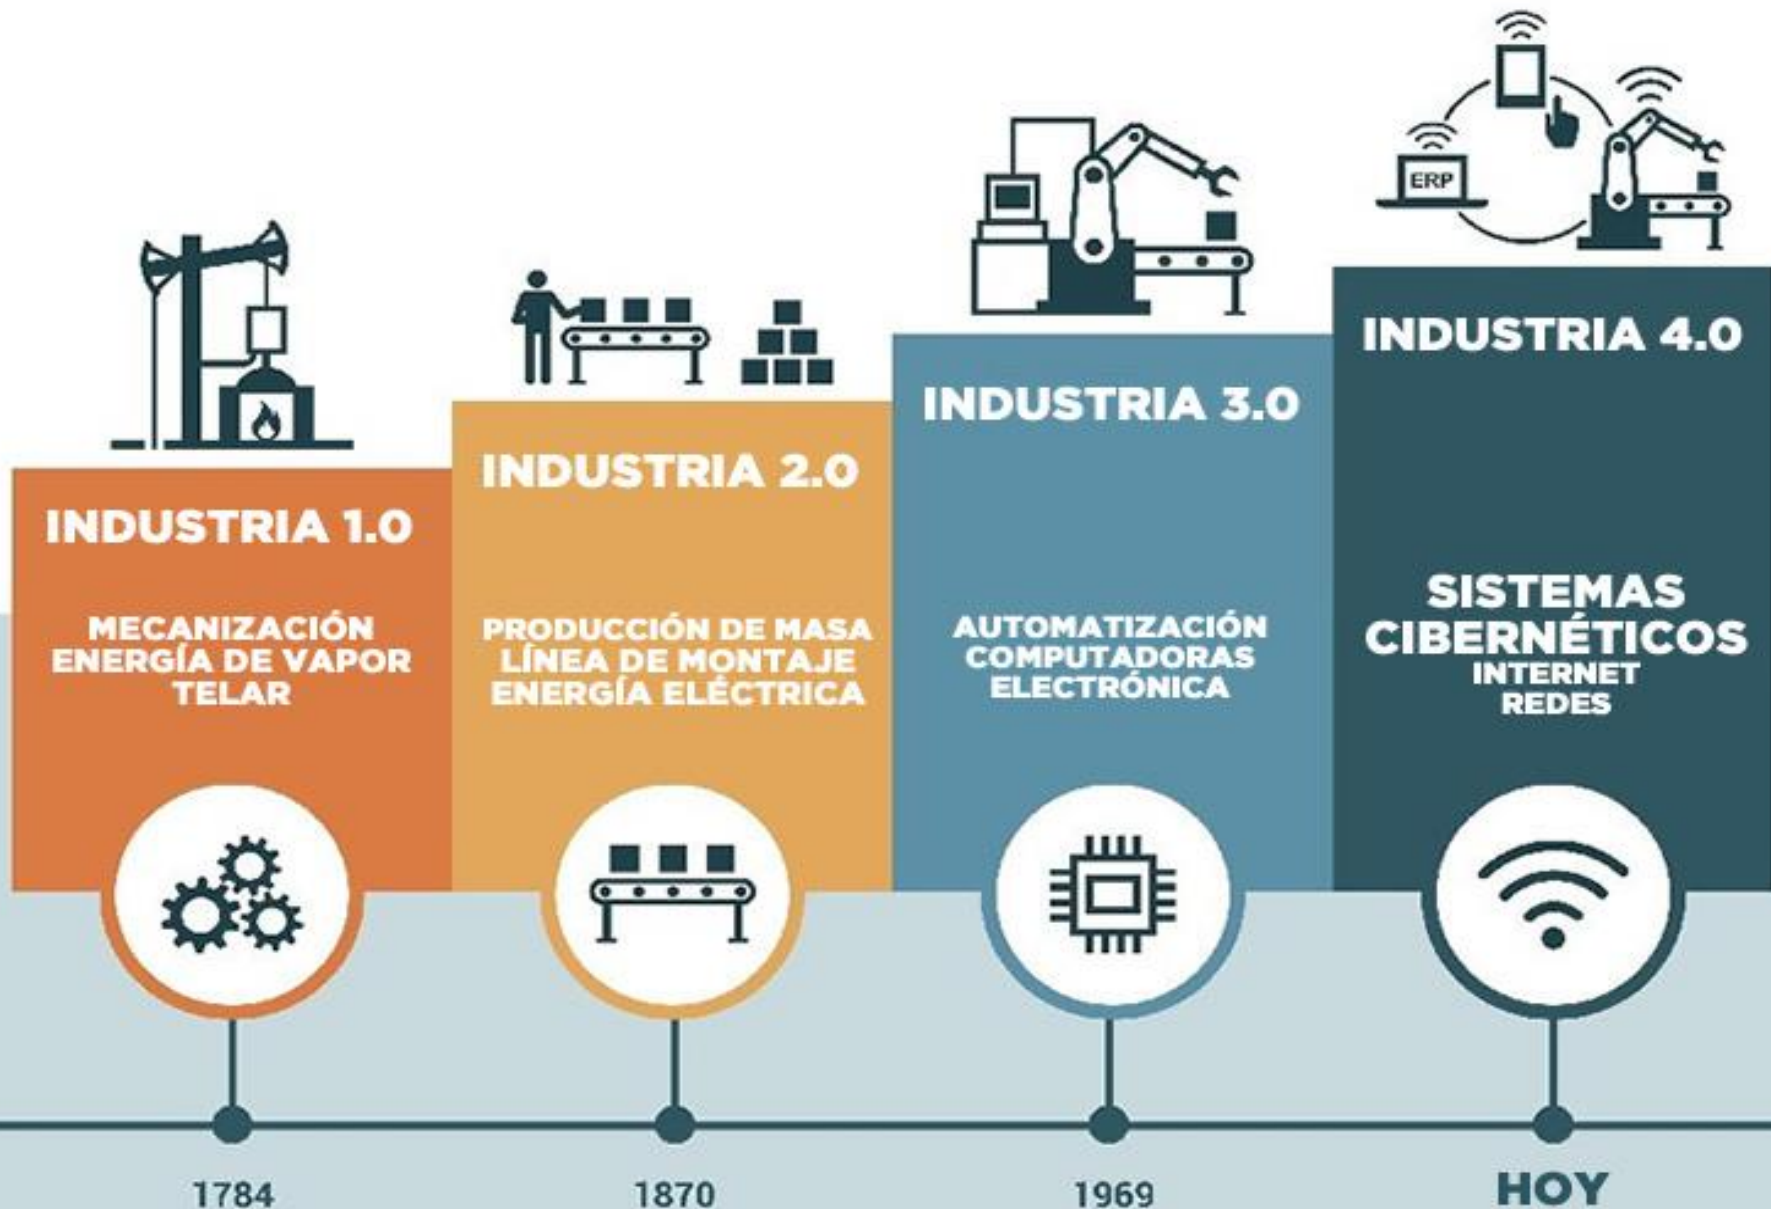 INDUSTRIA 1.0
MECANIZACIÓN
ENERGÍA DE VAPOR
TELAR
1784
INDUSTRIA 2.0
PRODUCCIÓN DE MASA
LÍNEA DE MONTAJE
ENERGÍA ELÉCTRICA
1870
INDUSTRIA 3.0
AUTOMATIZACIÓN
COMPUTADORAS
ELECTRÓNICA
1969
ERP
INDUSTRIA 4.0
SISTEMAS
CIBERNÉTICOS
INTERNET
REDES
HOY